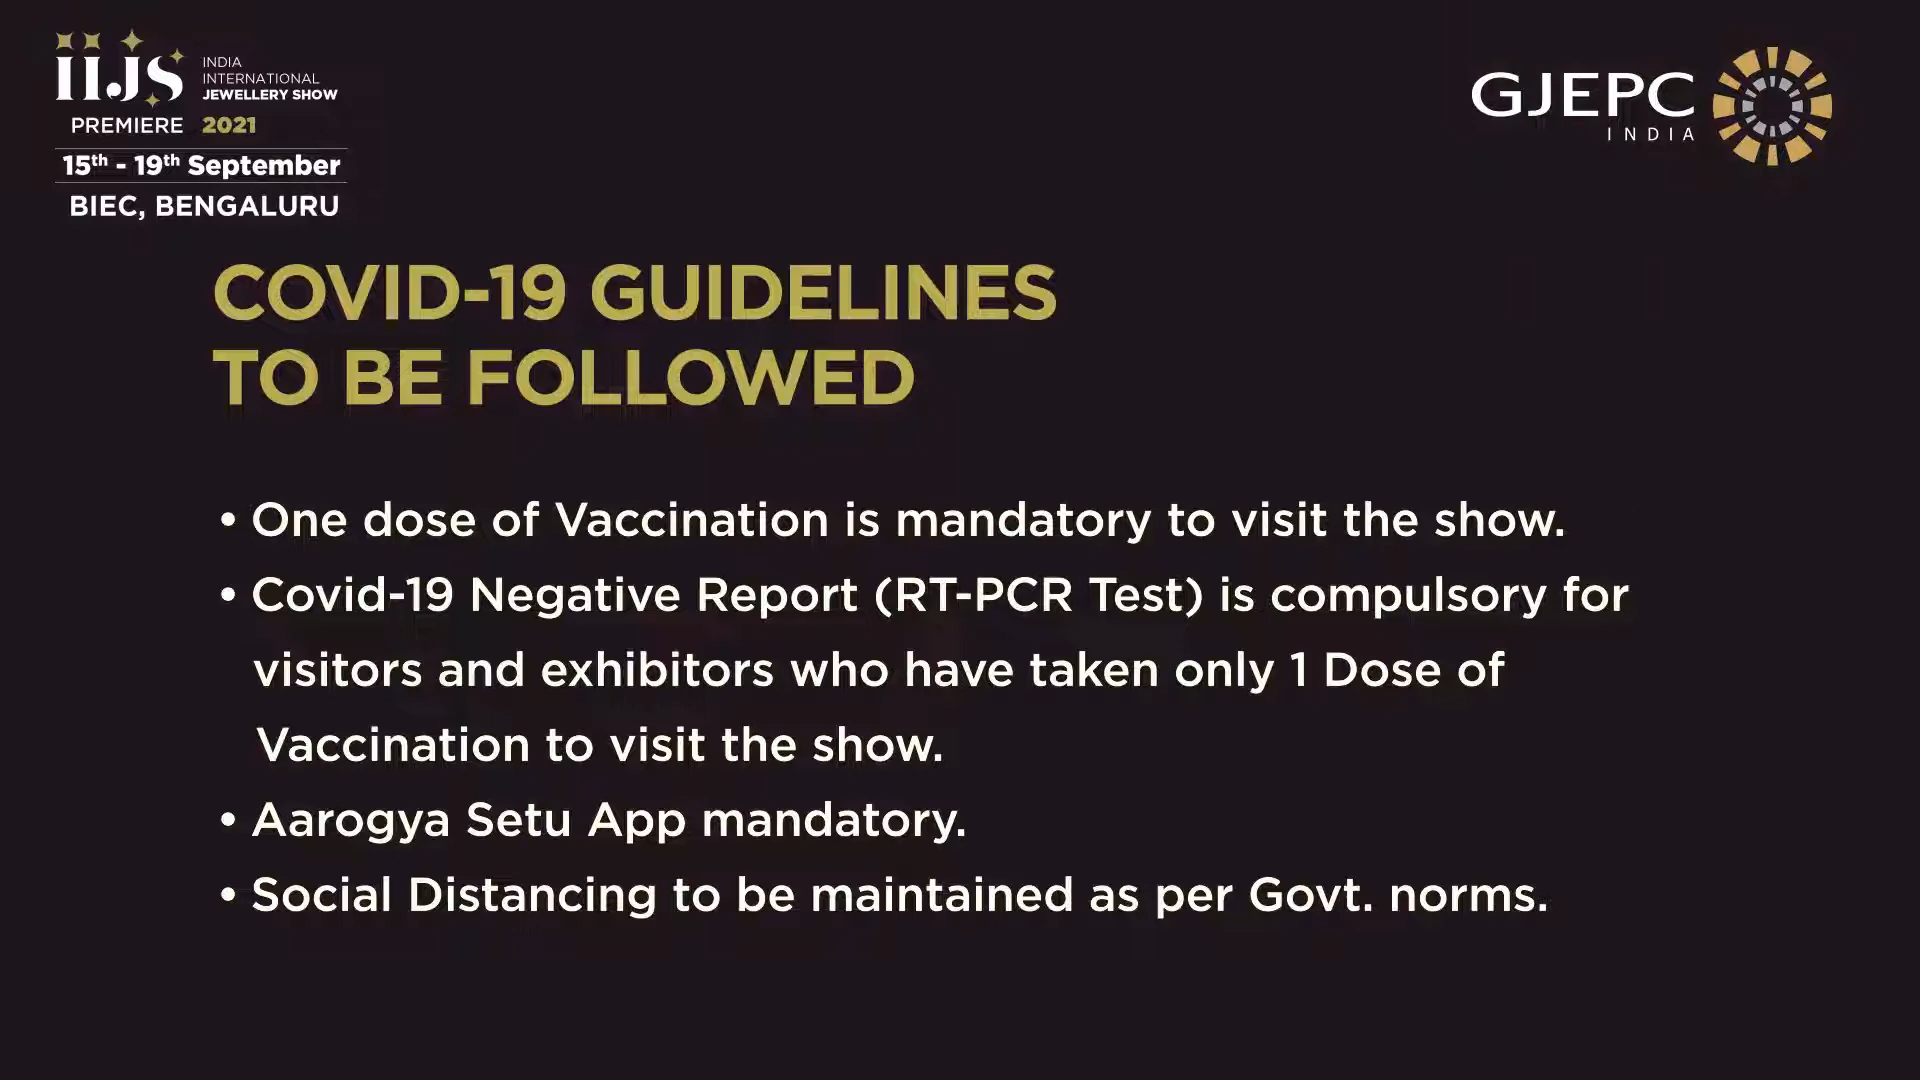 iijs
INDIA
INTERNATIONAL
JEWELLERY SHOW
PREMIERE 2021
15th - 19th September
BIEC, BENGALURU
GJEPC
INDIA
COVID-19 GUIDELINES
TO BE FOLLOWED
• One dose of Vaccination is mandatory to visit the show.
• Covid-19 Negative Report (RT-PCR Test) is compulsory for
visitors and exhibitors who have taken only 1 Dose of
Vaccination to visit the show.
• Aarogya Setu App mandatory.
• Social Distancing to be maintained as per Govt. norms.